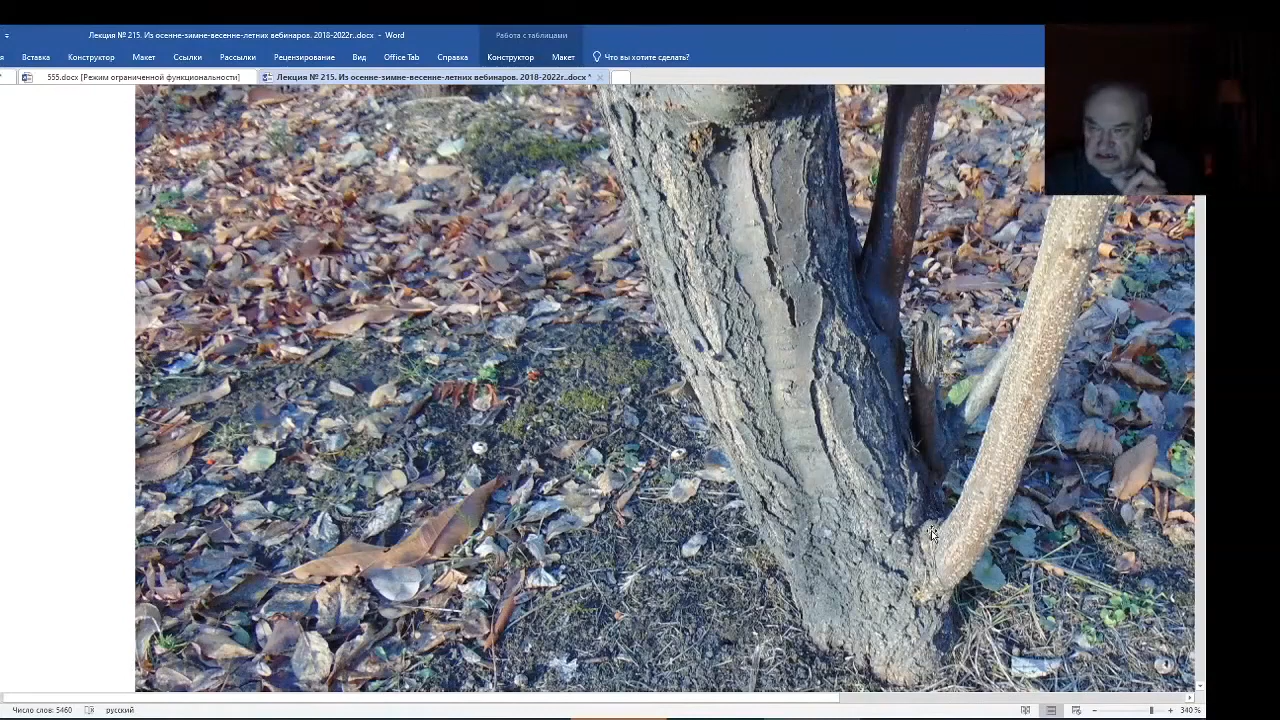 Лекция № 215. Из осенне-зимне-весенне-летних вебинаров. 2018-2022г..docx - Word
Работа с таблицами
Вставка Конструктор Макет Ссылки Рассылки Рецензирование Вид Office Tab Справка Конструктор Макет Что вы хотите сделать?
555.docx [Режим ограниченной функциональности]
Лекция № 215. Из осенне-зимне-весенне-летних вебинаров. 2018-2022г..docx *
Число слов: 5460 русский
340 %